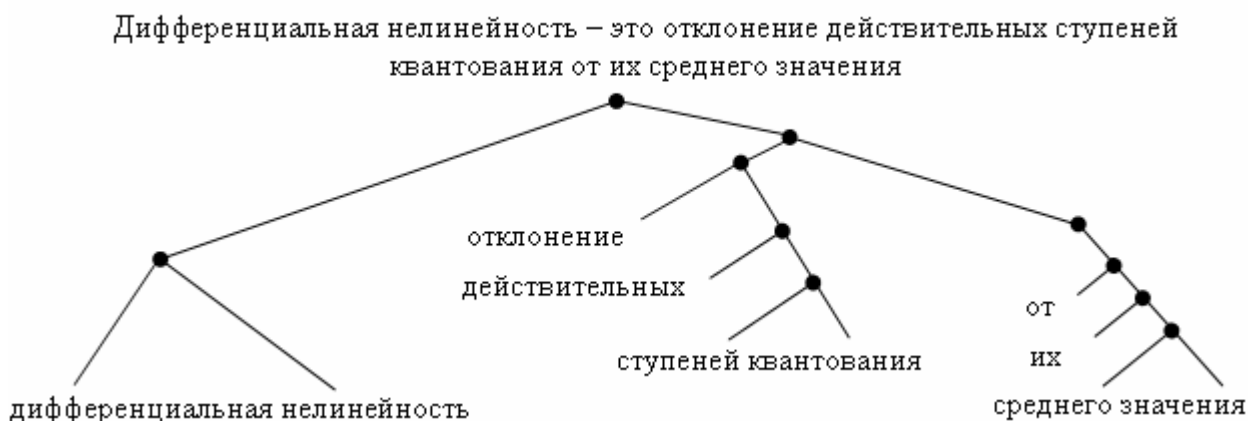 Дифференциальная нелинейность – это отклонение действительных ступеней
квантования от их среднего значения
отклонение
действительных
ступеней квантования
от
их
дифференциальная нелинейность
среднего значения